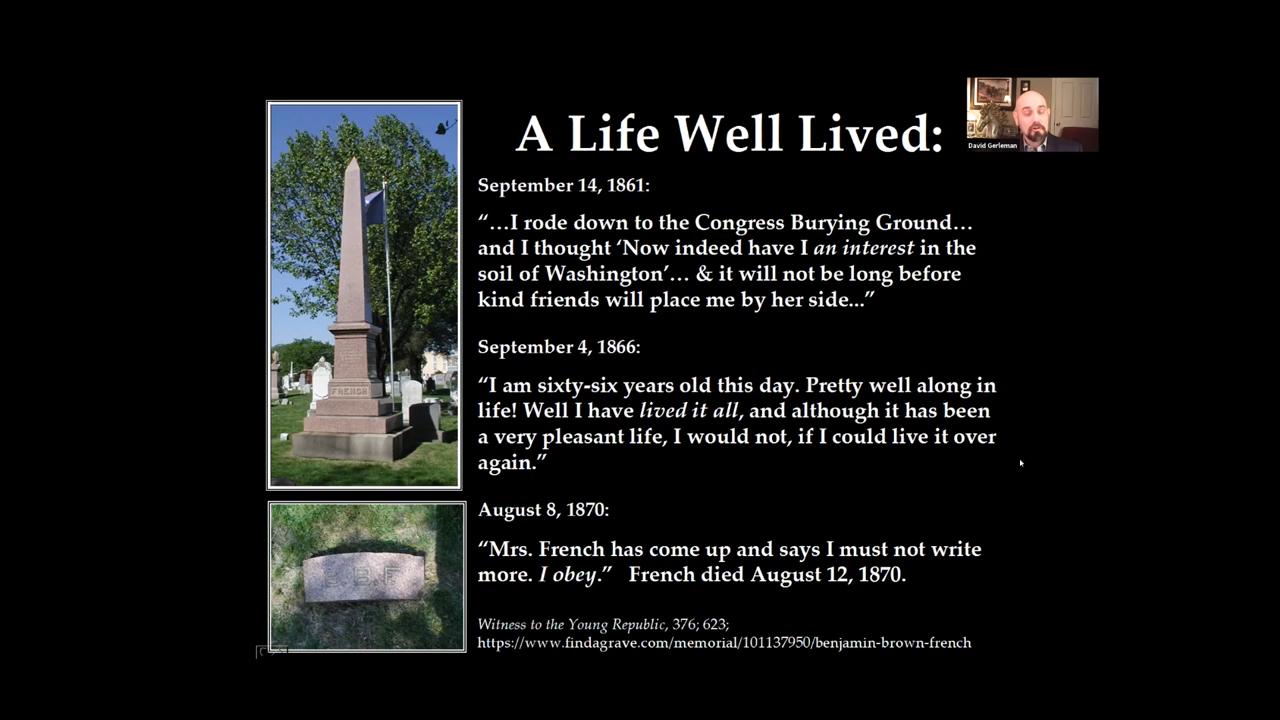 A Life Well Lived:
David Gerleman
September 14, 1861:
“…I rode down to the Congress Burying Ground…
and I thought ‘Now indeed have I an interest in the
soil of Washington’… & it will not be long before
kind friends will place me by her side...”
September 4, 1866:
“I am sixty-six years old this day. Pretty well along in
life! Well I have lived it all, and although it has been
a very pleasant life, I would not, if I could live it over
again.”
August 8, 1870:
“Mrs. French has come up and says I must not write
more. I obey.”   French died August 12, 1870.
Witness to the Young Republic, 376; 623;
https://www.findagrave.com/memorial/101137950/benjamin-brown-french
FRENCH
B.B.F.